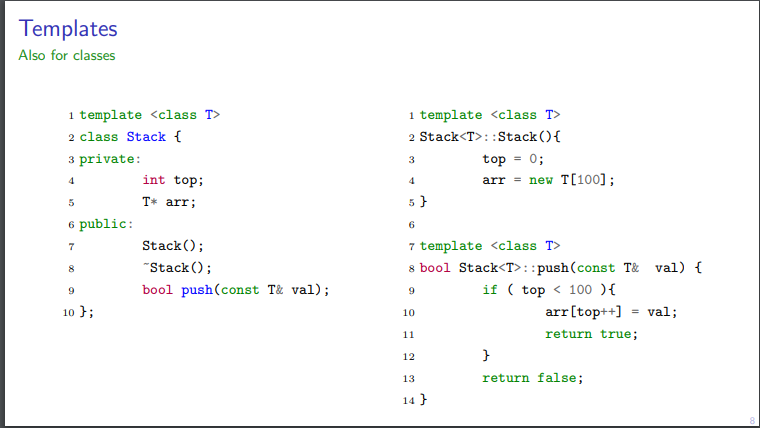 Templates
Also for classes
1 template <class T>
2 class Stack {
3 private:
4 int top;
5 T* arr;
6 public:
7 Stack();
8 ~Stack();
9 bool push(const T& val);
10 };
1 template <class T>
2 Stack<T>::Stack(){
3 top = 0;
4 arr = new T[100];
5 }
6
7 template <class T>
8 bool Stack<T>::push(const T& val) {
9 if ( top < 100 ){
10 arr[top++] = val;
11 return true;
12 }
13 return false;
14 }
8